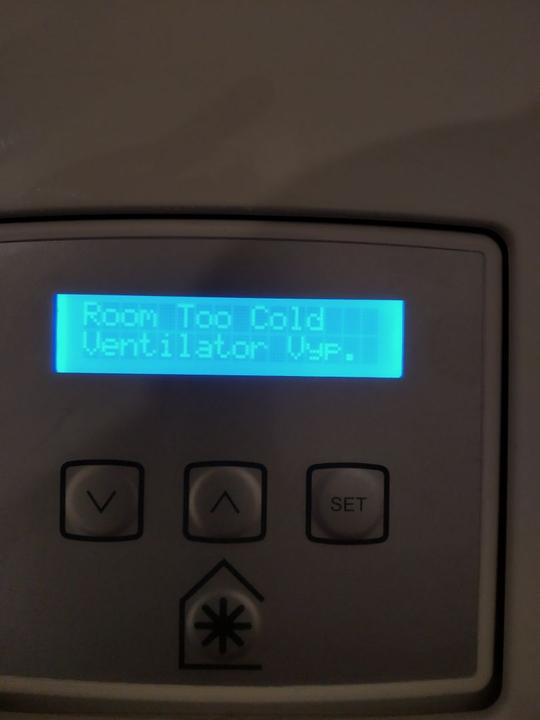 Room Too Cold
Ventilator Vyp.
SET